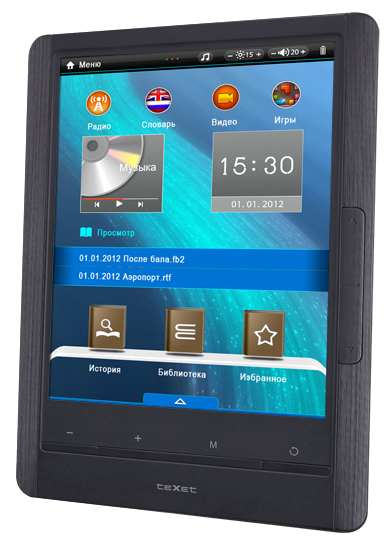 Меню
15
20
Радио
Словарь
Видео
Игры
Музыка
15:30
01.01.2012
Просмотр
01.01.2012 После бала.fb2
01.01.2012 Аэропорт.rtf
История
Библиотека
Избранное
− + M
teXet